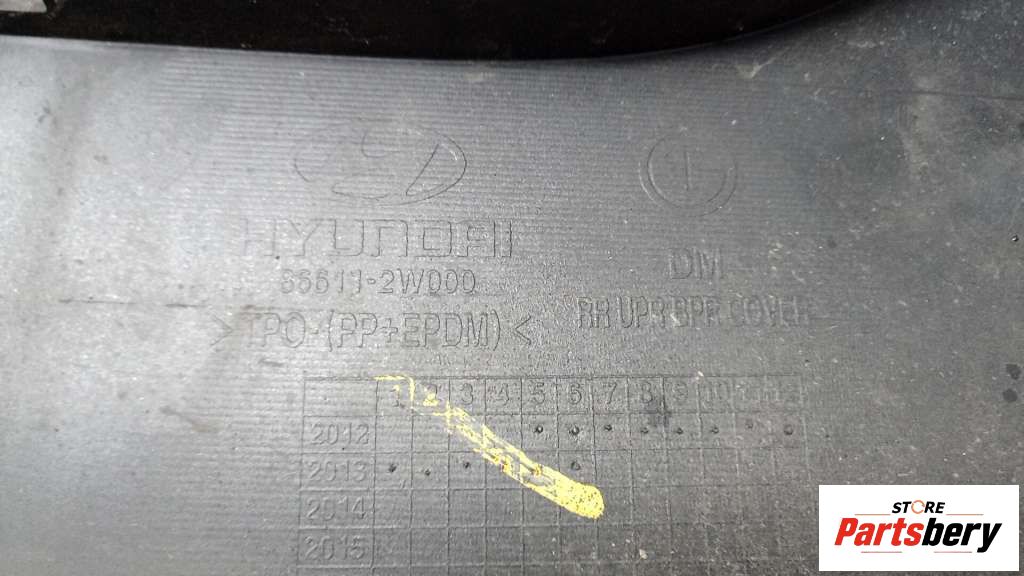 1
HYUNDAI
DM
86611-2W000
RR UPR BPR COVER
>TPO-(PP+EPDM)<
1 2 3 4 5 6 7 8 9 10 11 12
2012
2013
2014
2015
STORE
Partsbery